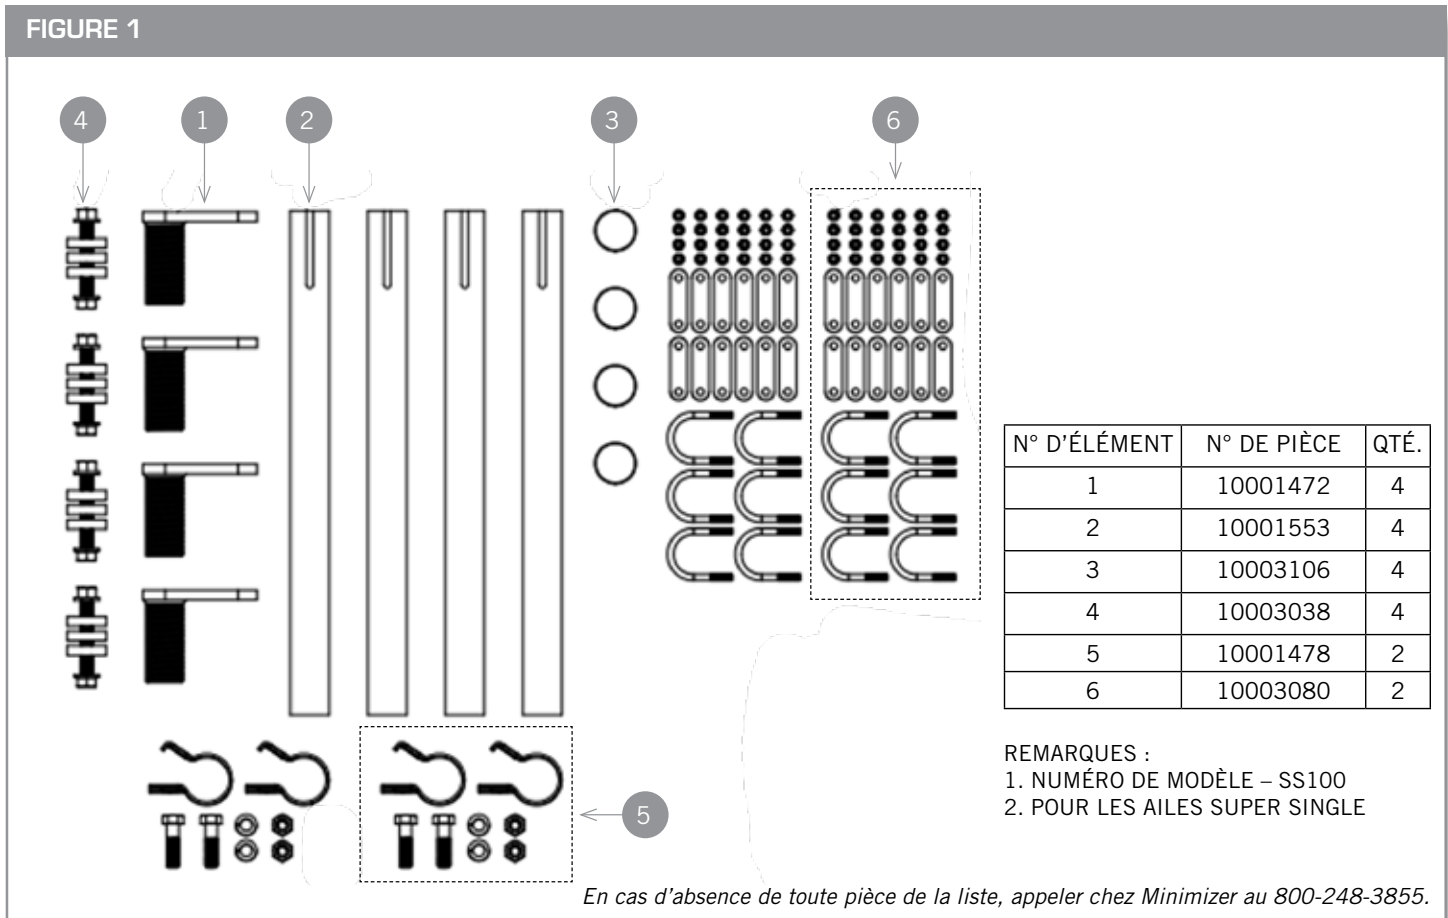 FIGURE 1
4 1 2 3 6
N° D’ÉLÉMENT N° DE PIÈCE QTÉ.
1 10001472 4
2 10001553 4
3 10003106 4
4 10003038 4
5 10001478 2
6 10003080 2
REMARQUES :
1. NUMÉRO DE MODÈLE – SS100
2. POUR LES AILES SUPER SINGLE
5
En cas d’absence de toute pièce de la liste, appeler chez Minimizer au 800-248-3855.